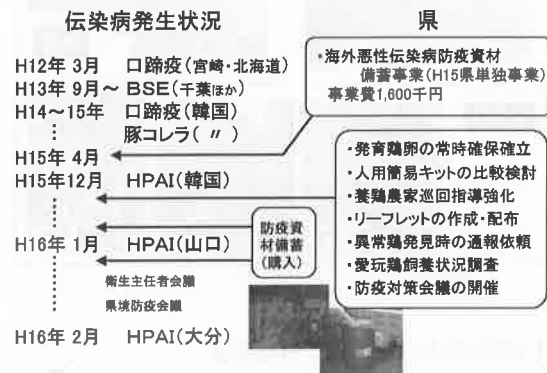 伝染病発生状況
県
H12年 3月 口蹄疫(宮崎・北海道)
H13年 9月～ BSE(千葉ほか)
H14～15年 口蹄疫(韓国)
豚コレラ( 〃 )
H15年 4月
H15年12月 HPAI(韓国)
H16年 1月 HPAI(山口)
衛生主任者会議
県境防疫会議
H16年 2月 HPAI(大分)
・海外悪性伝染病防疫資材
備蓄事業(H15県単独事業)
事業費1,600千円
防疫資
材備蓄
(購入)
・発育鶏卵の常時確保確立
・人用簡易キットの比較検討
・養鶏農家巡回指導強化
・リーフレットの作成・配布
・異常鶏発見時の通報依頼
・愛玩鶏飼養状況調査
・防疫対策会議の開催